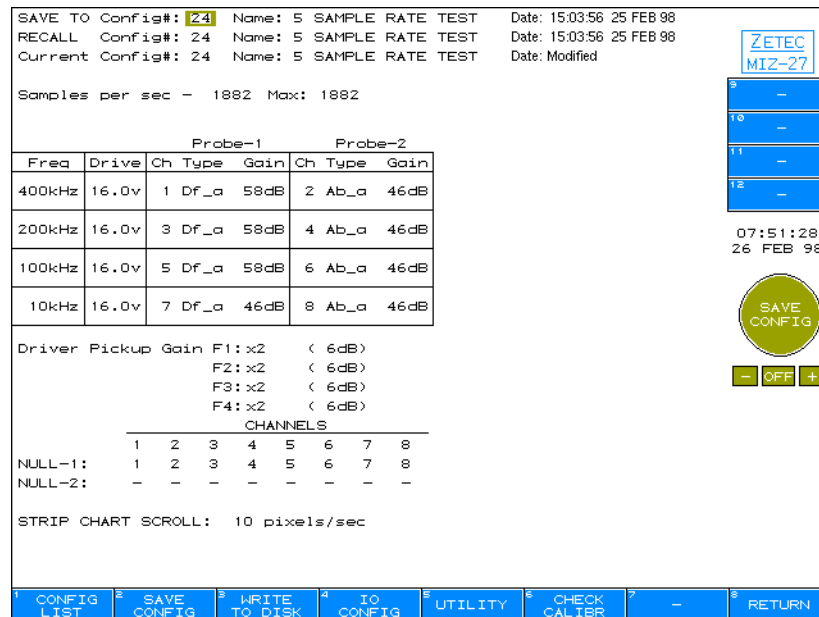 SAVE TO Config#: 24 Name: 5 SAMPLE RATE TEST Date: 15:03:56 25 FEB 98
RECALL Config#: 24 Name: 5 SAMPLE RATE TEST Date: 15:03:56 25 FEB 98
Current Config#: 24 Name: 5 SAMPLE RATE TEST Date: Modified
ZETEC
MIZ-27
Samples per sec - 1882 Max: 1882
9 -
10 -
11 -
12 -
Probe-1 Probe-2
Freq Drive Ch Type Gain Ch Type Gain
400kHz 16.0v 1 Df_a 58dB 2 Ab_a 46dB
200kHz 16.0v 3 Df_a 58dB 4 Ab_a 46dB
100kHz 16.0v 5 Df_a 58dB 6 Ab_a 46dB
10kHz 16.0v 7 Df_a 46dB 8 Ab_a 46dB
07:51:28
26 FEB 98
SAVE
CONFIG
- OFF +
Driver Pickup Gain F1: x2 ( 6dB)
F2: x2 ( 6dB)
F3: x2 ( 6dB)
F4: x2 ( 6dB)
CHANNELS
1 2 3 4 5 6 7 8
NULL-1: 1 2 3 4 5 6 7 8
NULL-2: - - - - - - - -
STRIP CHART SCROLL: 10 pixels/sec
1 CONFIG LIST
2 SAVE CONFIG
3 WRITE TO DISK
4 IO CONFIG
5 UTILITY
6 CHECK CALIBR
7 -
8 RETURN